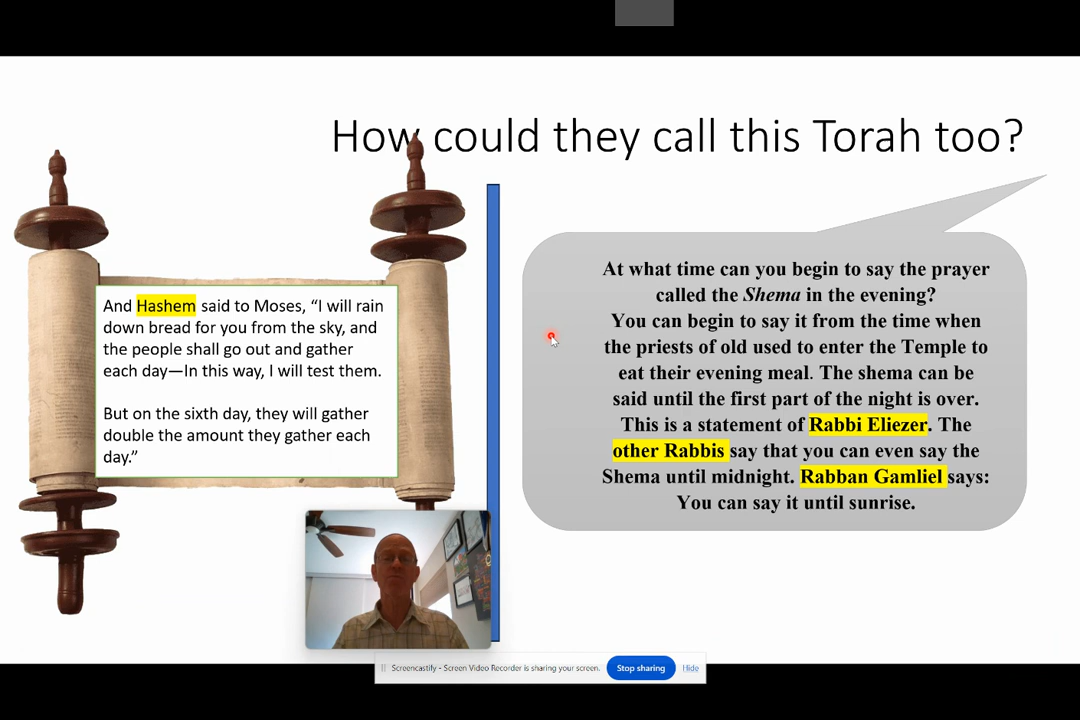 How could they call this Torah too?
And Hashem said to Moses, “I will rain
down bread for you from the sky, and
the people shall go out and gather
each day—In this way, I will test them.
But on the sixth day, they will gather
double the amount they gather each
day.”
At what time can you begin to say the prayer
called the Shema in the evening?
You can begin to say it from the time when
the priests of old used to enter the Temple to
eat their evening meal. The shema can be
said until the first part of the night is over.
This is a statement of Rabbi Eliezer. The
other Rabbis say that you can even say the
Shema until midnight. Rabban Gamliel says:
You can say it until sunrise.
Screencastify - Screen Video Recorder is sharing your screen.
Stop sharing
Hide